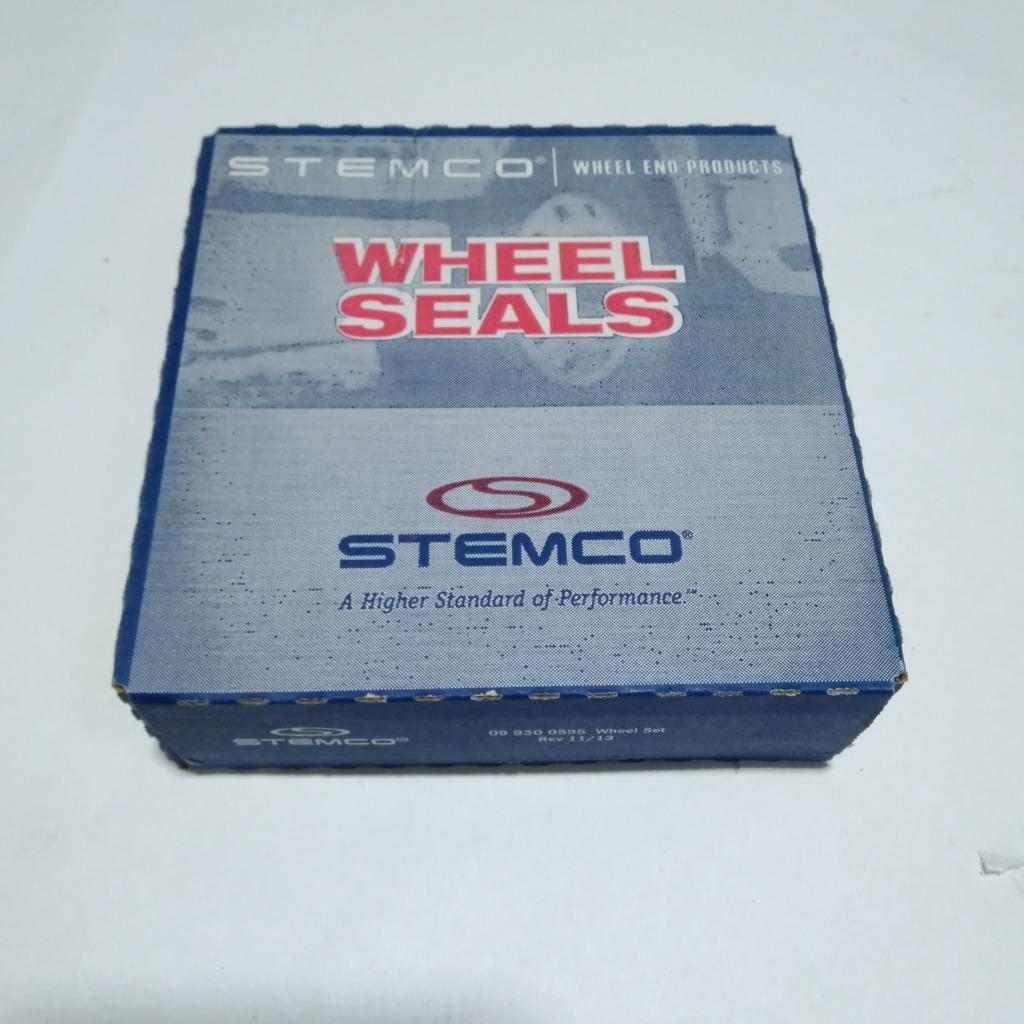 STEMCO® | WHEEL END PRODUCTS
WHEEL
SEALS
STEMCO®
A Higher Standard of Performance.℠
STEMCO®
09 930 0595 Wheel Set
Rev 11/13